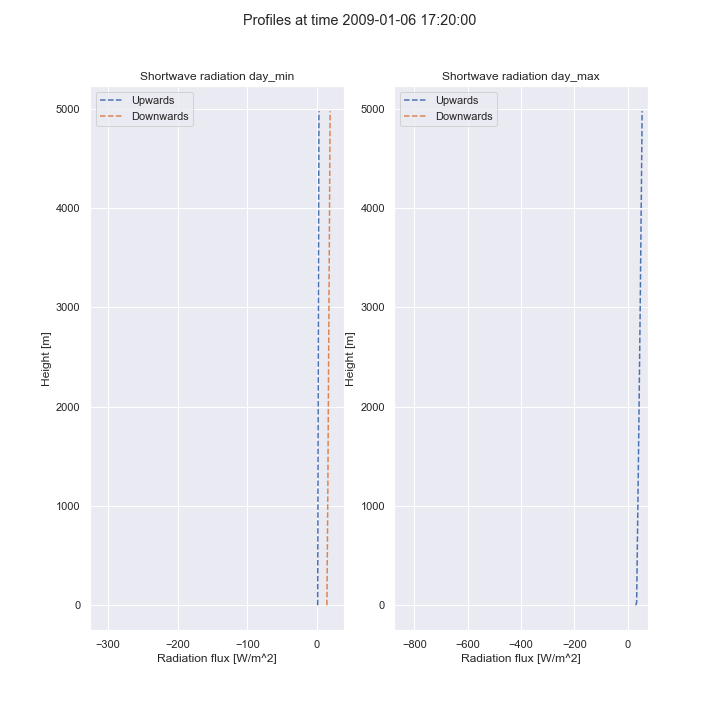 Profiles at time 2009-01-06 17:20:00
Shortwave radiation day_min
Upwards
Downwards
5000
4000
3000
2000
1000
0
Height [m]
−300
−200
−100
0
Radiation flux [W/m^2]
Shortwave radiation day_max
Upwards
Downwards
5000
4000
3000
2000
1000
0
Height [m]
−800
−600
−400
−200
0
Radiation flux [W/m^2]